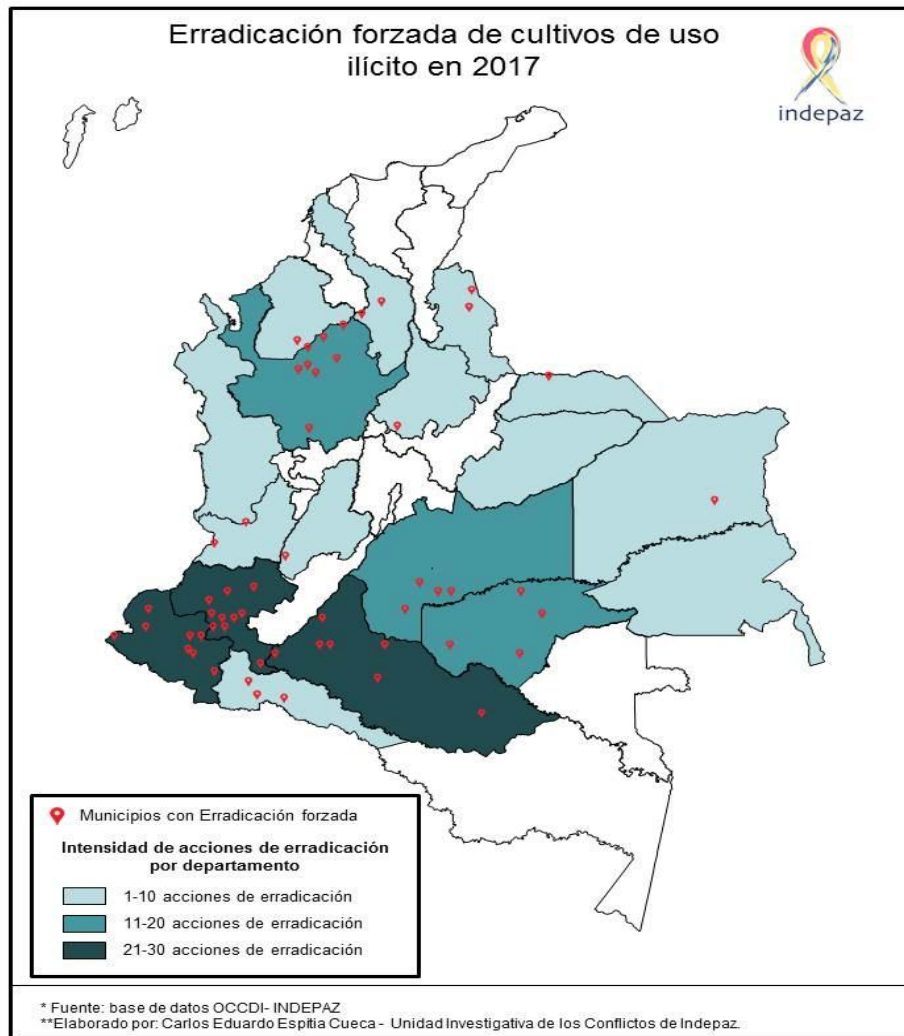 Erradicación forzada de cultivos de uso
ilícito en 2017
indepaz
Municipios con Erradicación forzada
Intensidad de acciones de erradicación
por departamento
1-10 acciones de erradicación
11-20 acciones de erradicación
21-30 acciones de erradicación
* Fuente: base de datos OCCDI- INDEPAZ
**Elaborado por: Carlos Eduardo Espitia Cueca - Unidad Investigativa de los Conflictos de Indepaz.